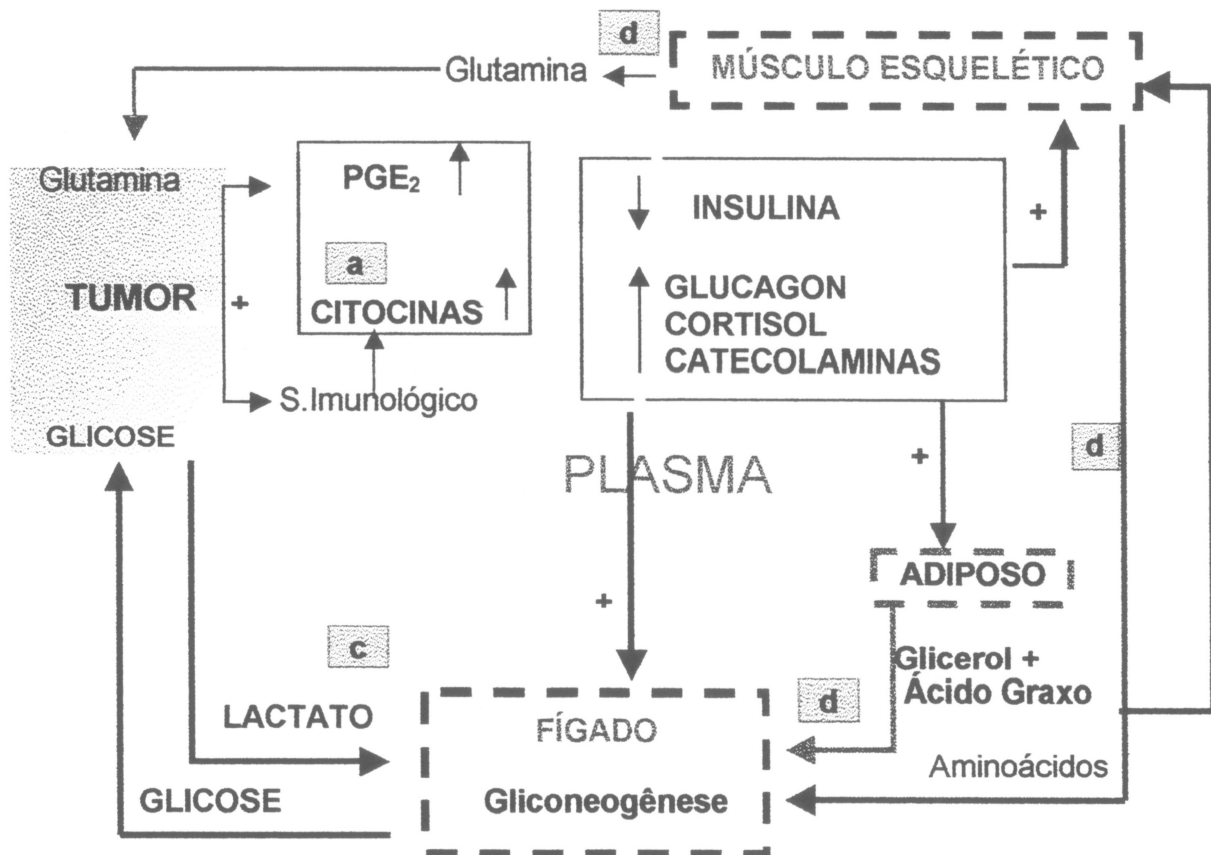 d
MÚSCULO ESQUELÉTICO
Glutamina
Glutamina
TUMOR
+
GLICOSE
PGE₂
a
CITOCINAS
S.Imunológico
INSULINA
GLUCAGON
CORTISOL
CATECOLAMINAS
+
d
+
PLASMA
+
ADIPOSO
Glicerol +
Ácido Graxo
c
d
LACTATO
GLICOSE
FÍGADO
Gliconeogênese
Aminoácidos